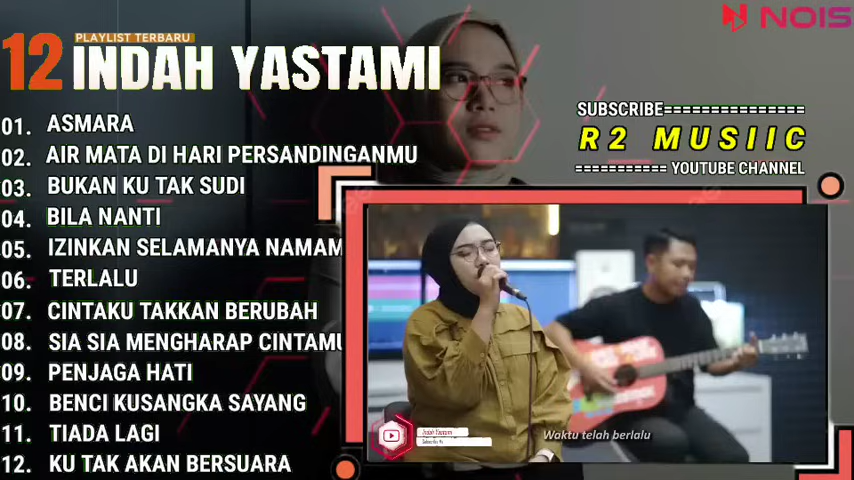 NOIS
PLAYLIST TERBARU
12 INDAH YASTAMI
01. ASMARA
02. AIR MATA DI HARI PERSANDINGANMU
03. BUKAN KU TAK SUDI
04. BILA NANTI
05. IZINKAN SELAMANYA NAMAM
06. TERLALU
07. CINTAKU TAKKAN BERUBAH
08. SIA SIA MENGHARAP CINTAMU
09. PENJAGA HATI
10. BENCI KUSANGKA SAYANG
11. TIADA LAGI
12. KU TAK AKAN BERSUARA
SUBSCRIBE===============
R2 MUSIIC
=========== YOUTUBE CHANNEL
Indah Yastami
Waktu telah berlalu